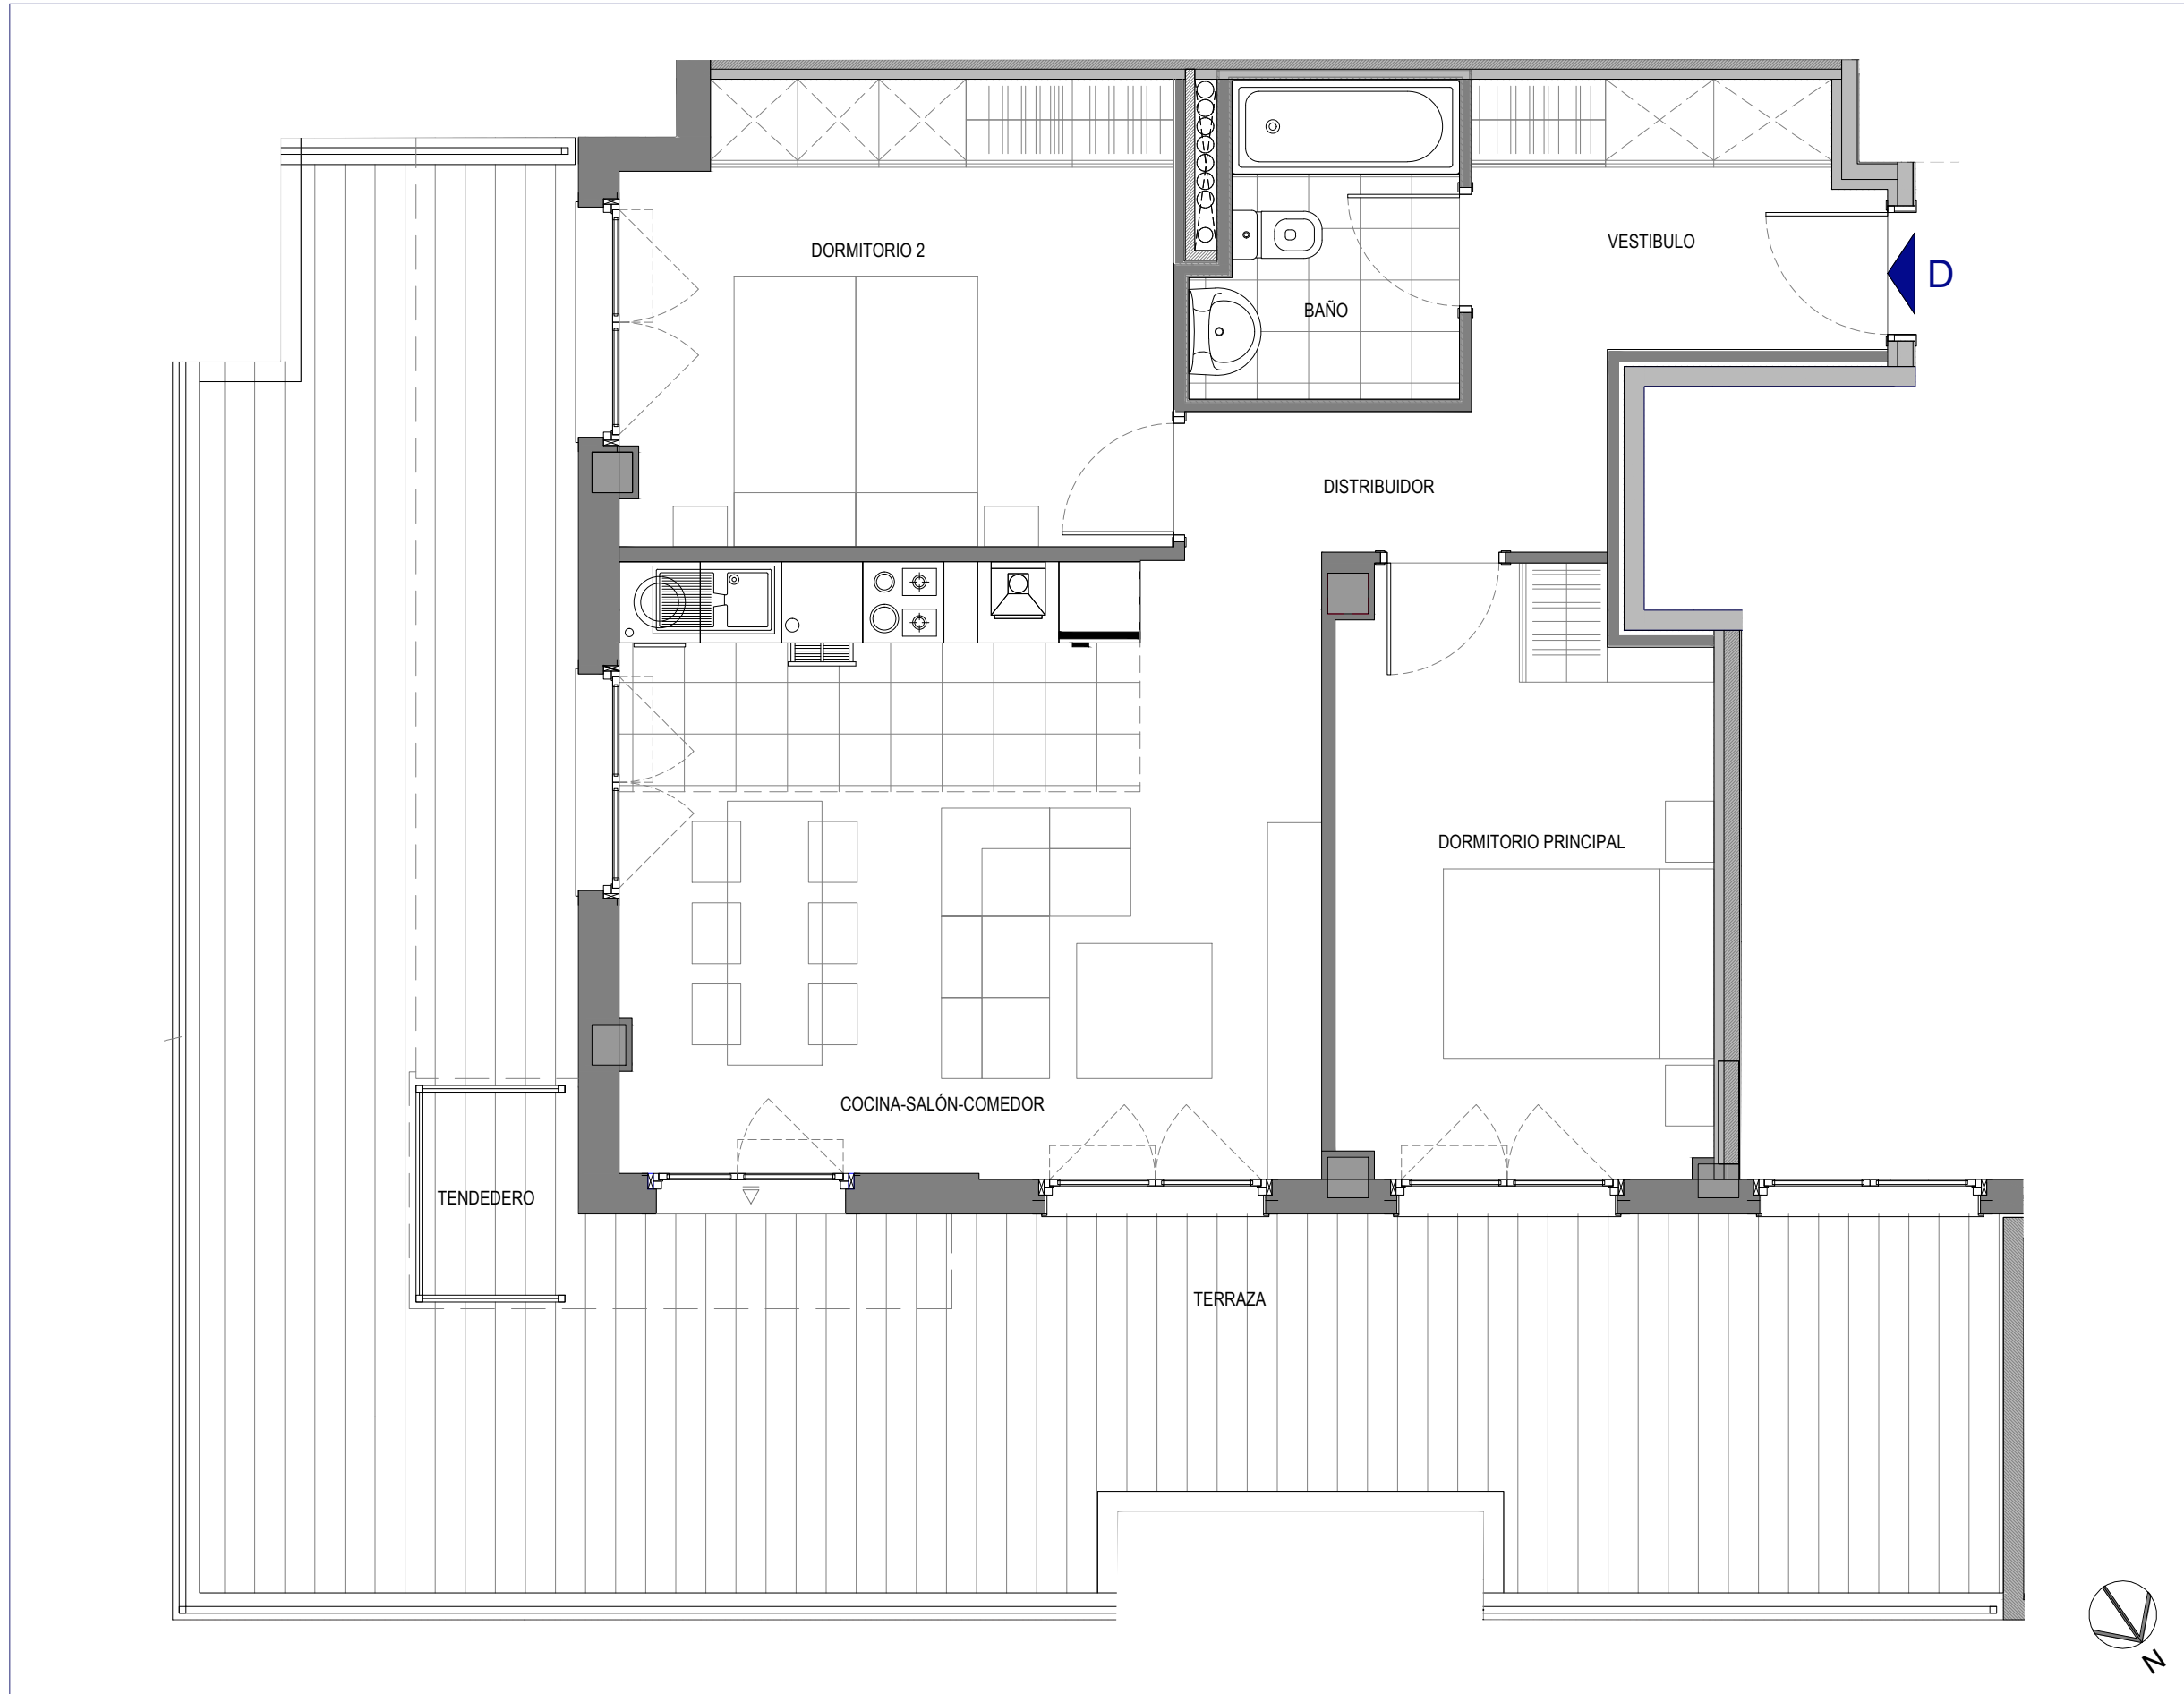 VESTIBULO
DORMITORIO 2
D
BAÑO
DISTRIBUIDOR
DORMITORIO PRINCIPAL
COCINA-SALÓN-COMEDOR
TENDEDERO
TERRAZA
N